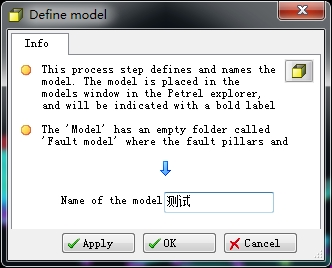 Define model
Info
This process step defines and names the
model. The model is placed in the
models window in the Petrel explorer,
and will be indicated with a bold label
The 'Model' has an empty folder called
'Fault model' where the fault pillars and
Name of the model 测试
Apply OK Cancel